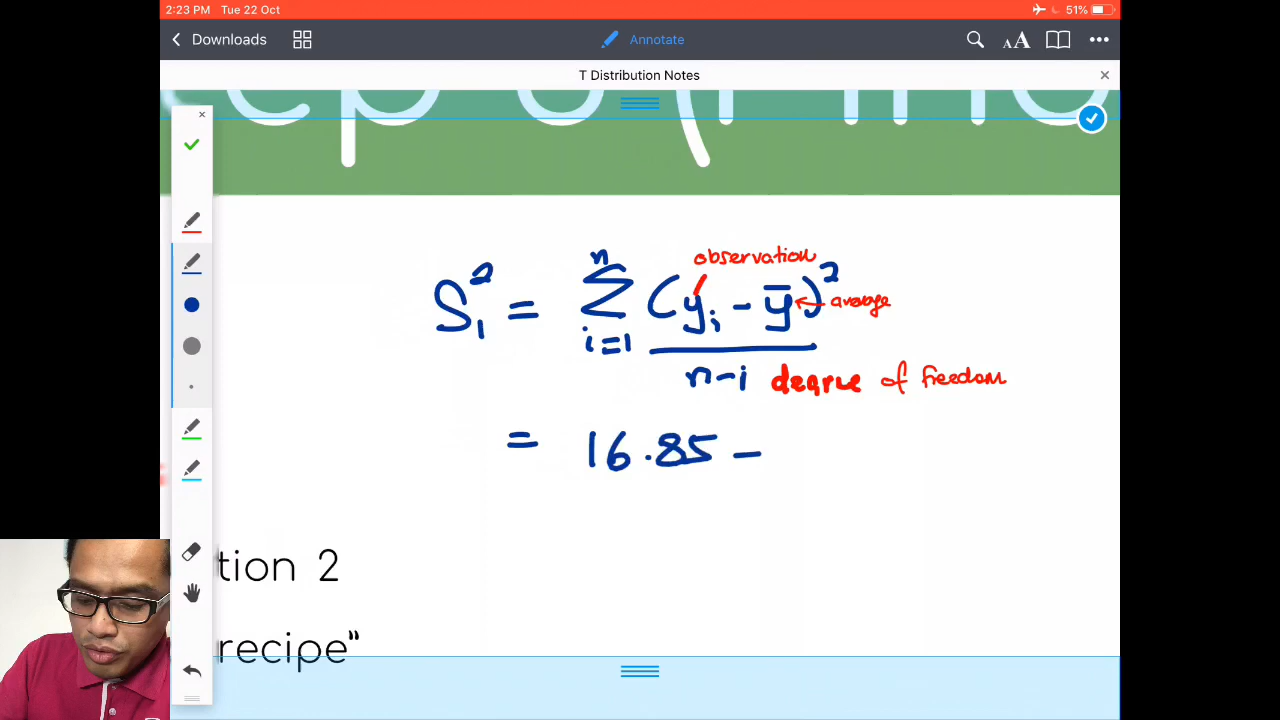 2:23 PM Tue 22 Oct 51%
Downloads Annotate AA
T Distribution Notes
observation
S₁² = Σ (yᵢ - ȳ)² average
n
i=1
n-i degree of freedom
= 16.85 -
tion 2
recipe"